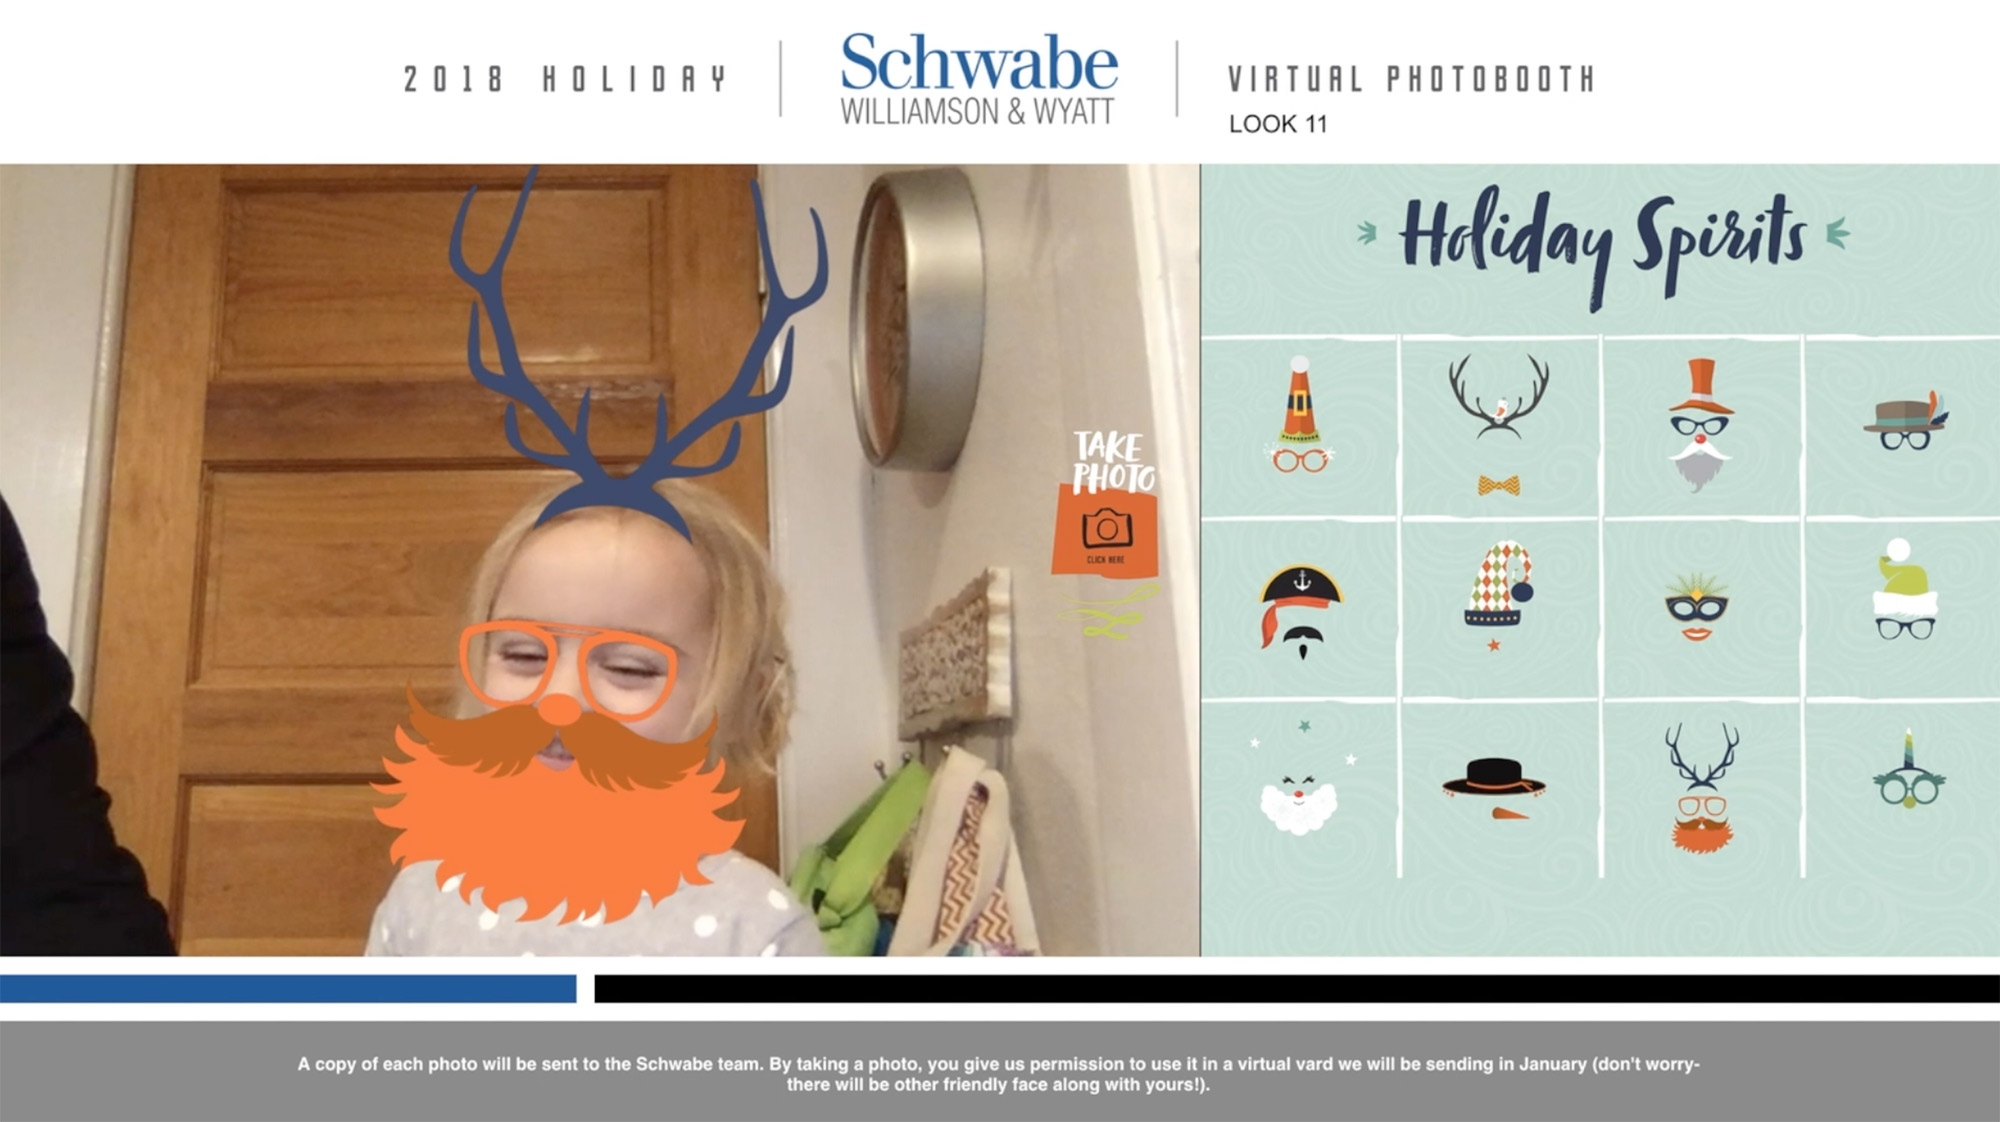 2018 HOLIDAY
Schwabe
WILLIAMSON & WYATT
VIRTUAL PHOTOBOOTH
LOOK 11
TAKE
PHOTO
CLICK HERE
Holiday Spirits
A copy of each photo will be sent to the Schwabe team. By taking a photo, you give us permission to use it in a virtual vard we will be sending in January (don't worry-
there will be other friendly face along with yours!).